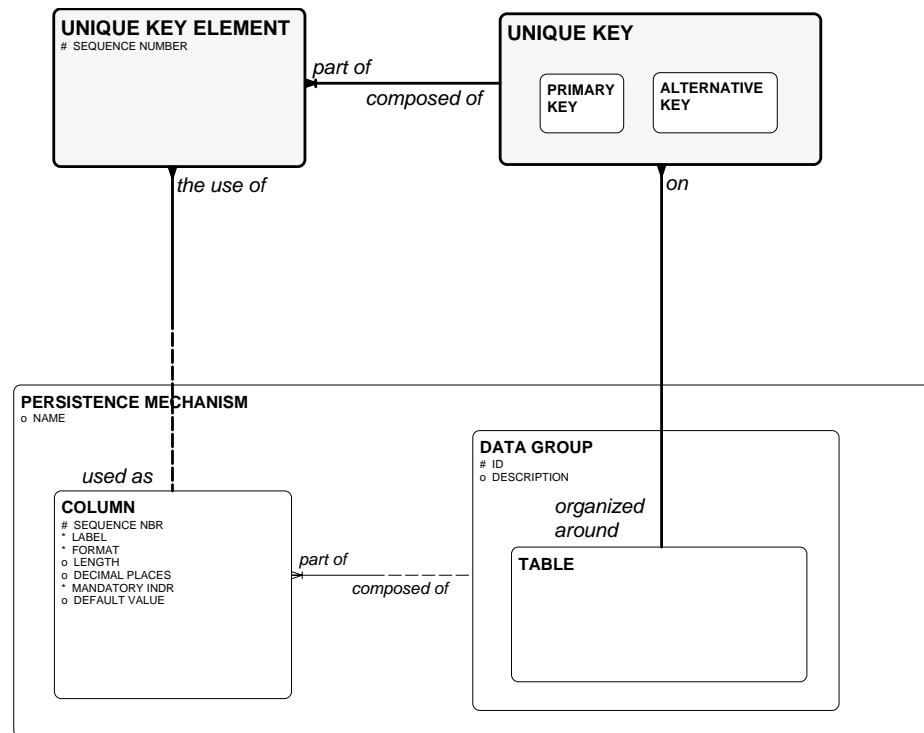 UNIQUE KEY ELEMENT
# SEQUENCE NUMBER
UNIQUE KEY
part of
composed of
PRIMARY
KEY
ALTERNATIVE
KEY
the use of
on
PERSISTENCE MECHANISM
o NAME
DATA GROUP
# ID
o DESCRIPTION
used as
COLUMN
# SEQUENCE NBR
* LABEL
* FORMAT
o LENGTH
o DECIMAL PLACES
* MANDATORY INDR
o DEFAULT VALUE
organized
around
part of
composed of
TABLE